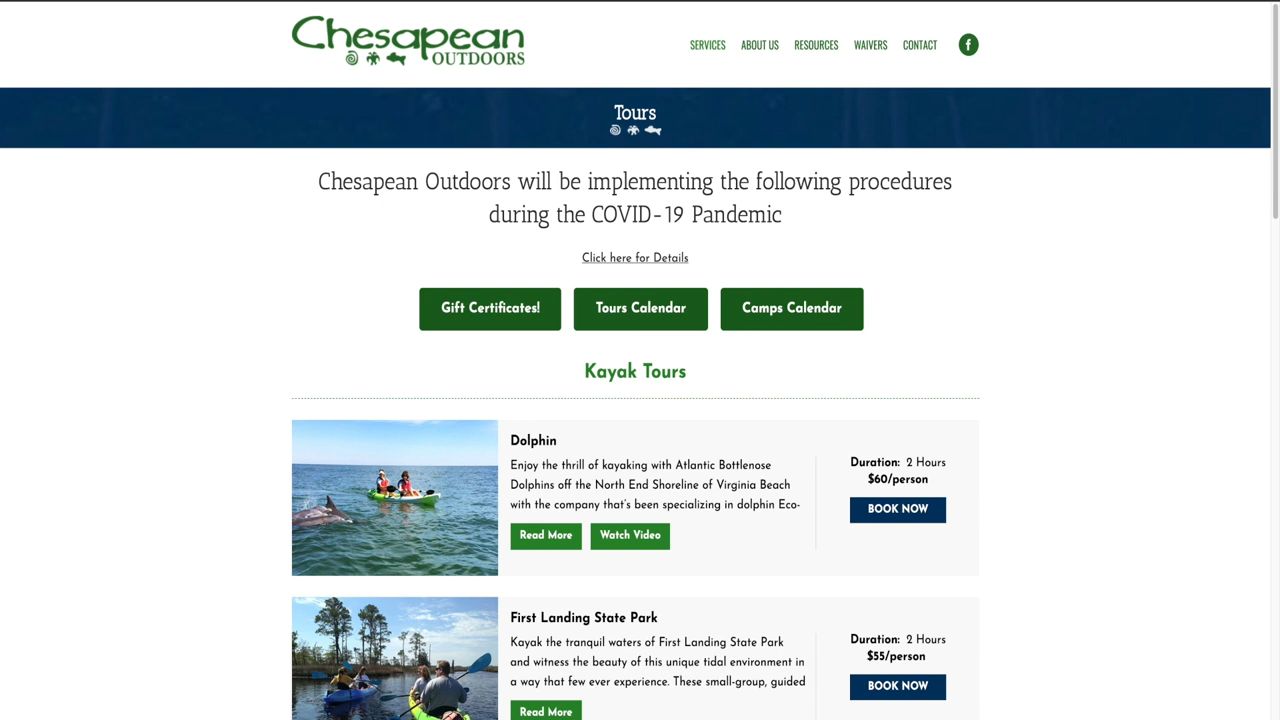 Chesapean
OUTDOORS
SERVICES ABOUT US RESOURCES WAIVERS CONTACT f
Tours
Chesapean Outdoors will be implementing the following procedures
during the COVID-19 Pandemic
Click here for Details
Gift Certificates! Tours Calendar Camps Calendar
Kayak Tours
Dolphin
Enjoy the thrill of kayaking with Atlantic Bottlenose
Dolphins off the North End Shoreline of Virginia Beach
with the company that's been specializing in dolphin Eco-
Read More Watch Video
Duration: 2 Hours
$60/person
BOOK NOW
First Landing State Park
Kayak the tranquil waters of First Landing State Park
and witness the beauty of this unique tidal environment in
a way that few ever experience. These small-group, guided
Read More
Duration: 2 Hours
$55/person
BOOK NOW